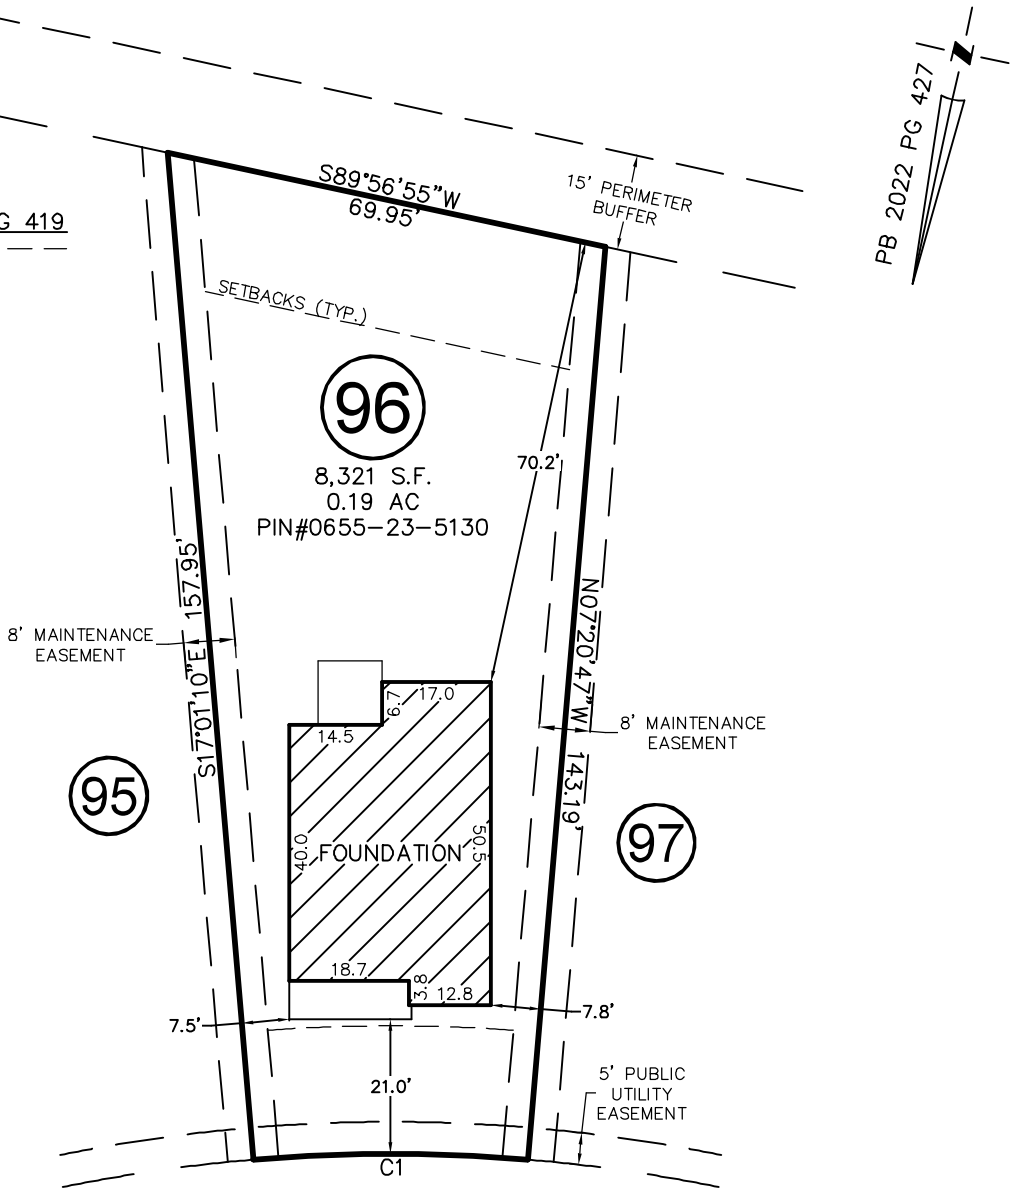 PB 2022 PG 427
S89°56'55"W
69.95'
15' PERIMETER
BUFFER
G 419
SETBACKS (TYP.)
96
8,321 S.F.
0.19 AC
PIN#0655-23-5130
70.2'
S17°01'10"E 157.95'
N07°20'47"W 143.19'
8' MAINTENANCE
EASEMENT
8' MAINTENANCE
EASEMENT
17.0
6.7
14.5
95
97
40.0
FOUNDATION
50.5
18.7
3.8
12.8
7.5'
7.8'
21.0'
5' PUBLIC
UTILITY
EASEMENT
C1